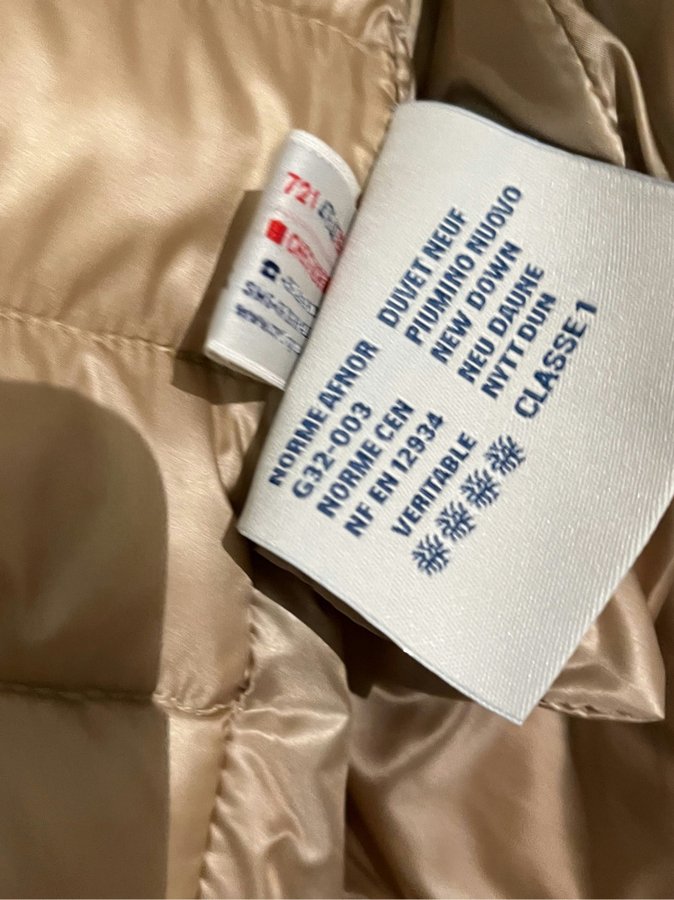 721
DUVET NEUF
PIUMINO NUOVO
NEW DOWN
NEU DAUNE
NYTT DUN
CLASSE 1
NORME AFNOR
G32-003
NORME CEN
NF EN 12934
VERITABLE